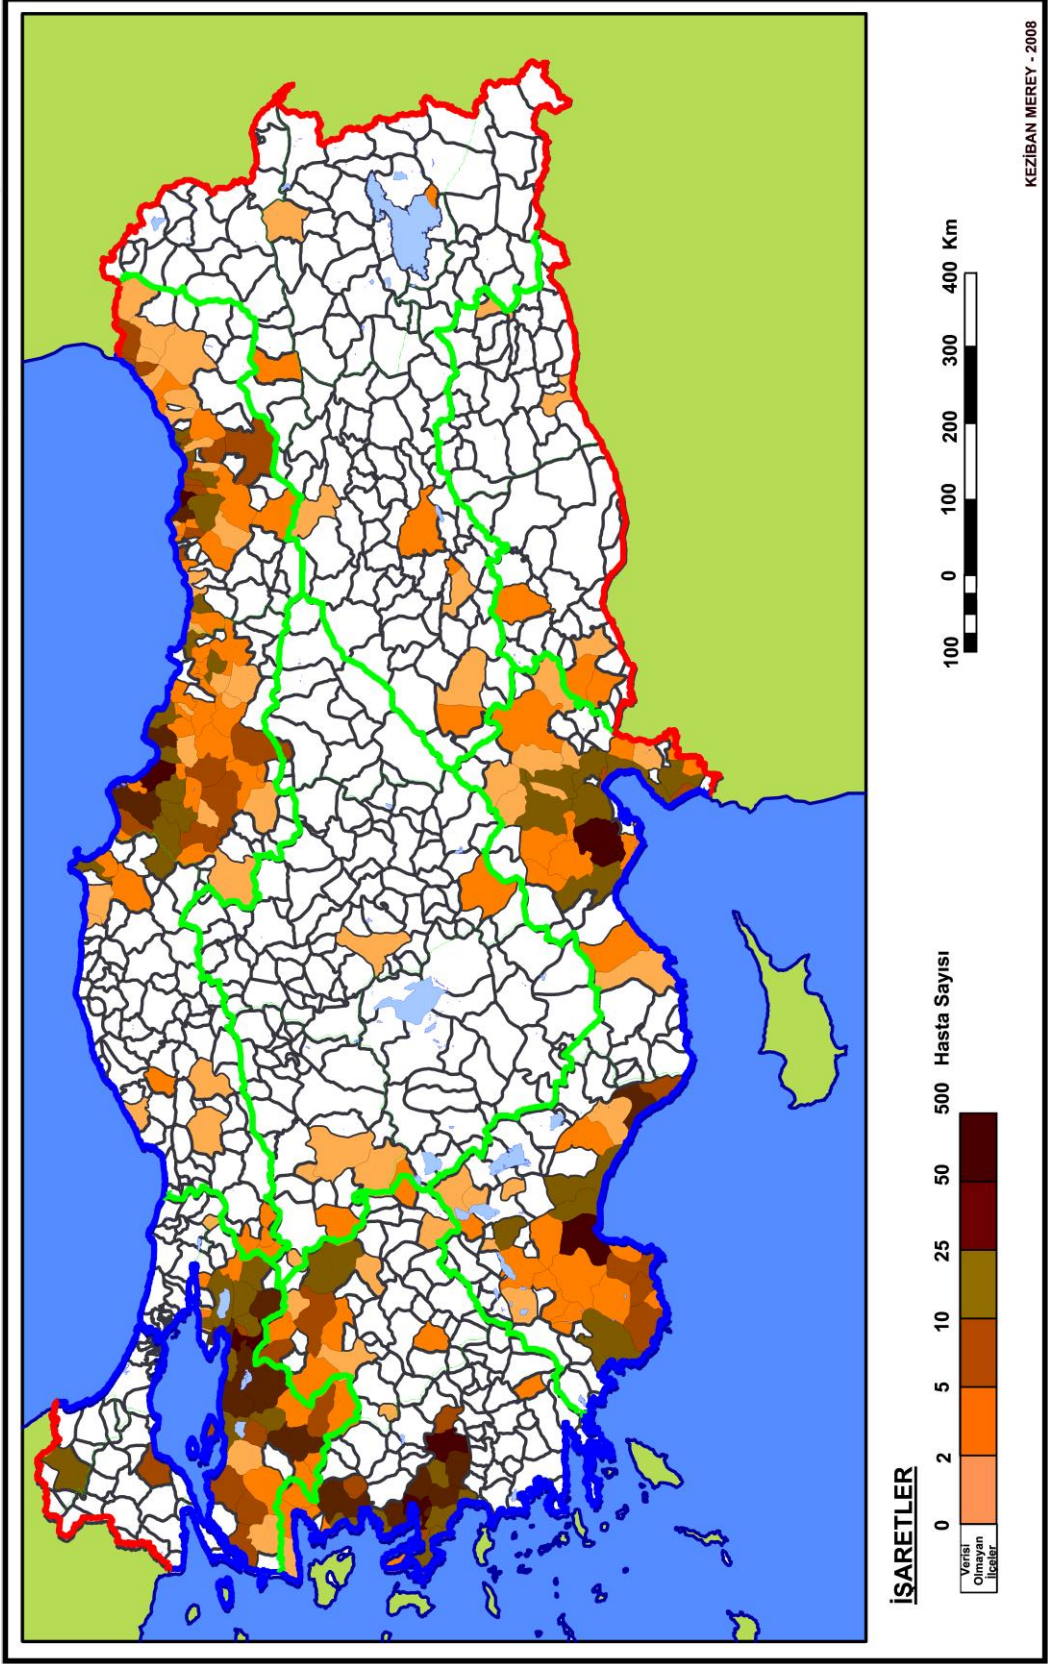 İŞARETLER
Verisi
Olmayan
İlçeler
0 2 5 10 25 50 500 Hasta Sayısı
100 0 100 200 300 400 Km
KEZİBAN MEREY - 2008